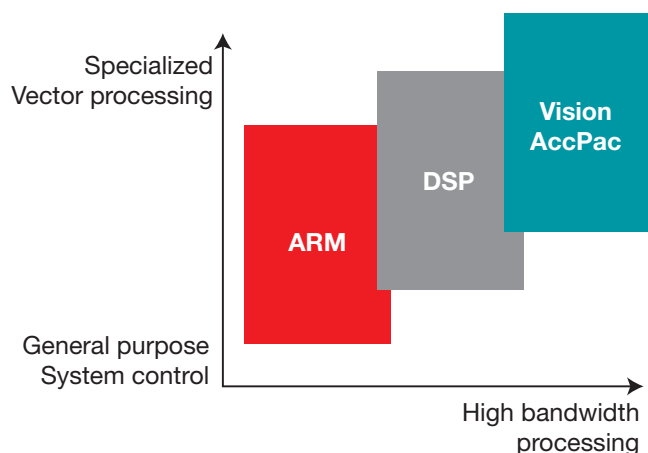 Specialized
Vector processing
Vision
AccPac
DSP
ARM
General purpose
System control
High bandwidth
processing